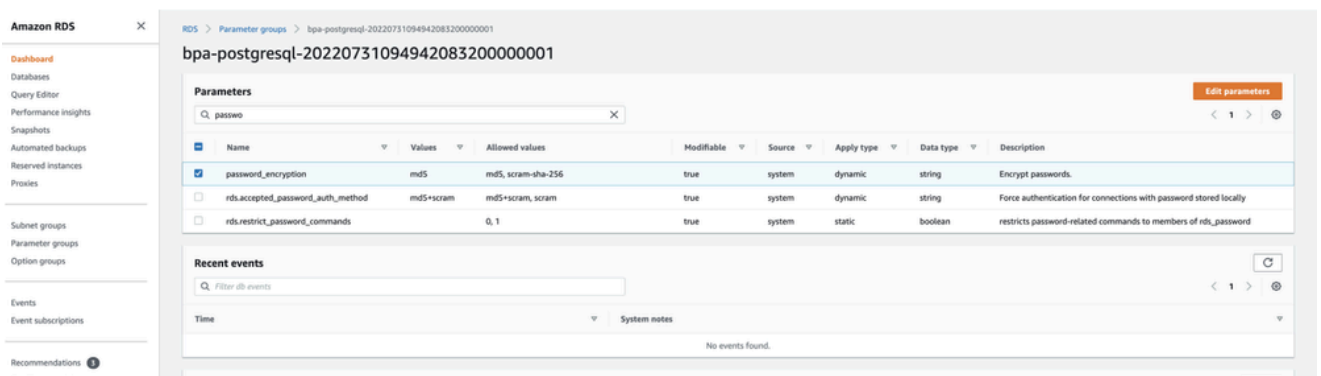 Amazon RDS
Dashboard
Databases
Query Editor
Performance insights
Snapshots
Automated backups
Reserved instances
Proxies
Subnet groups
Parameter groups
Option groups
Events
Event subscriptions
Recommendations
RDS > Parameter groups > bpa-postgresql-20220731094942083200000001
bpa-postgresql-20220731094942083200000001
Parameters
Edit parameters
passwo
1
Name Values Allowed values Modifiable Source Apply type Data type Description
password_encryption md5 md5, scram-sha-256 true system dynamic string Encrypt passwords.
rds.accepted_password_auth_method md5+scram md5+scram, scram true system dynamic string Force authentication for connections with password stored locally
rds.restrict_password_commands 0, 1 true system static boolean restricts password-related commands to members of rds_password
Recent events
Filter db events
1
Time System notes
No events found.